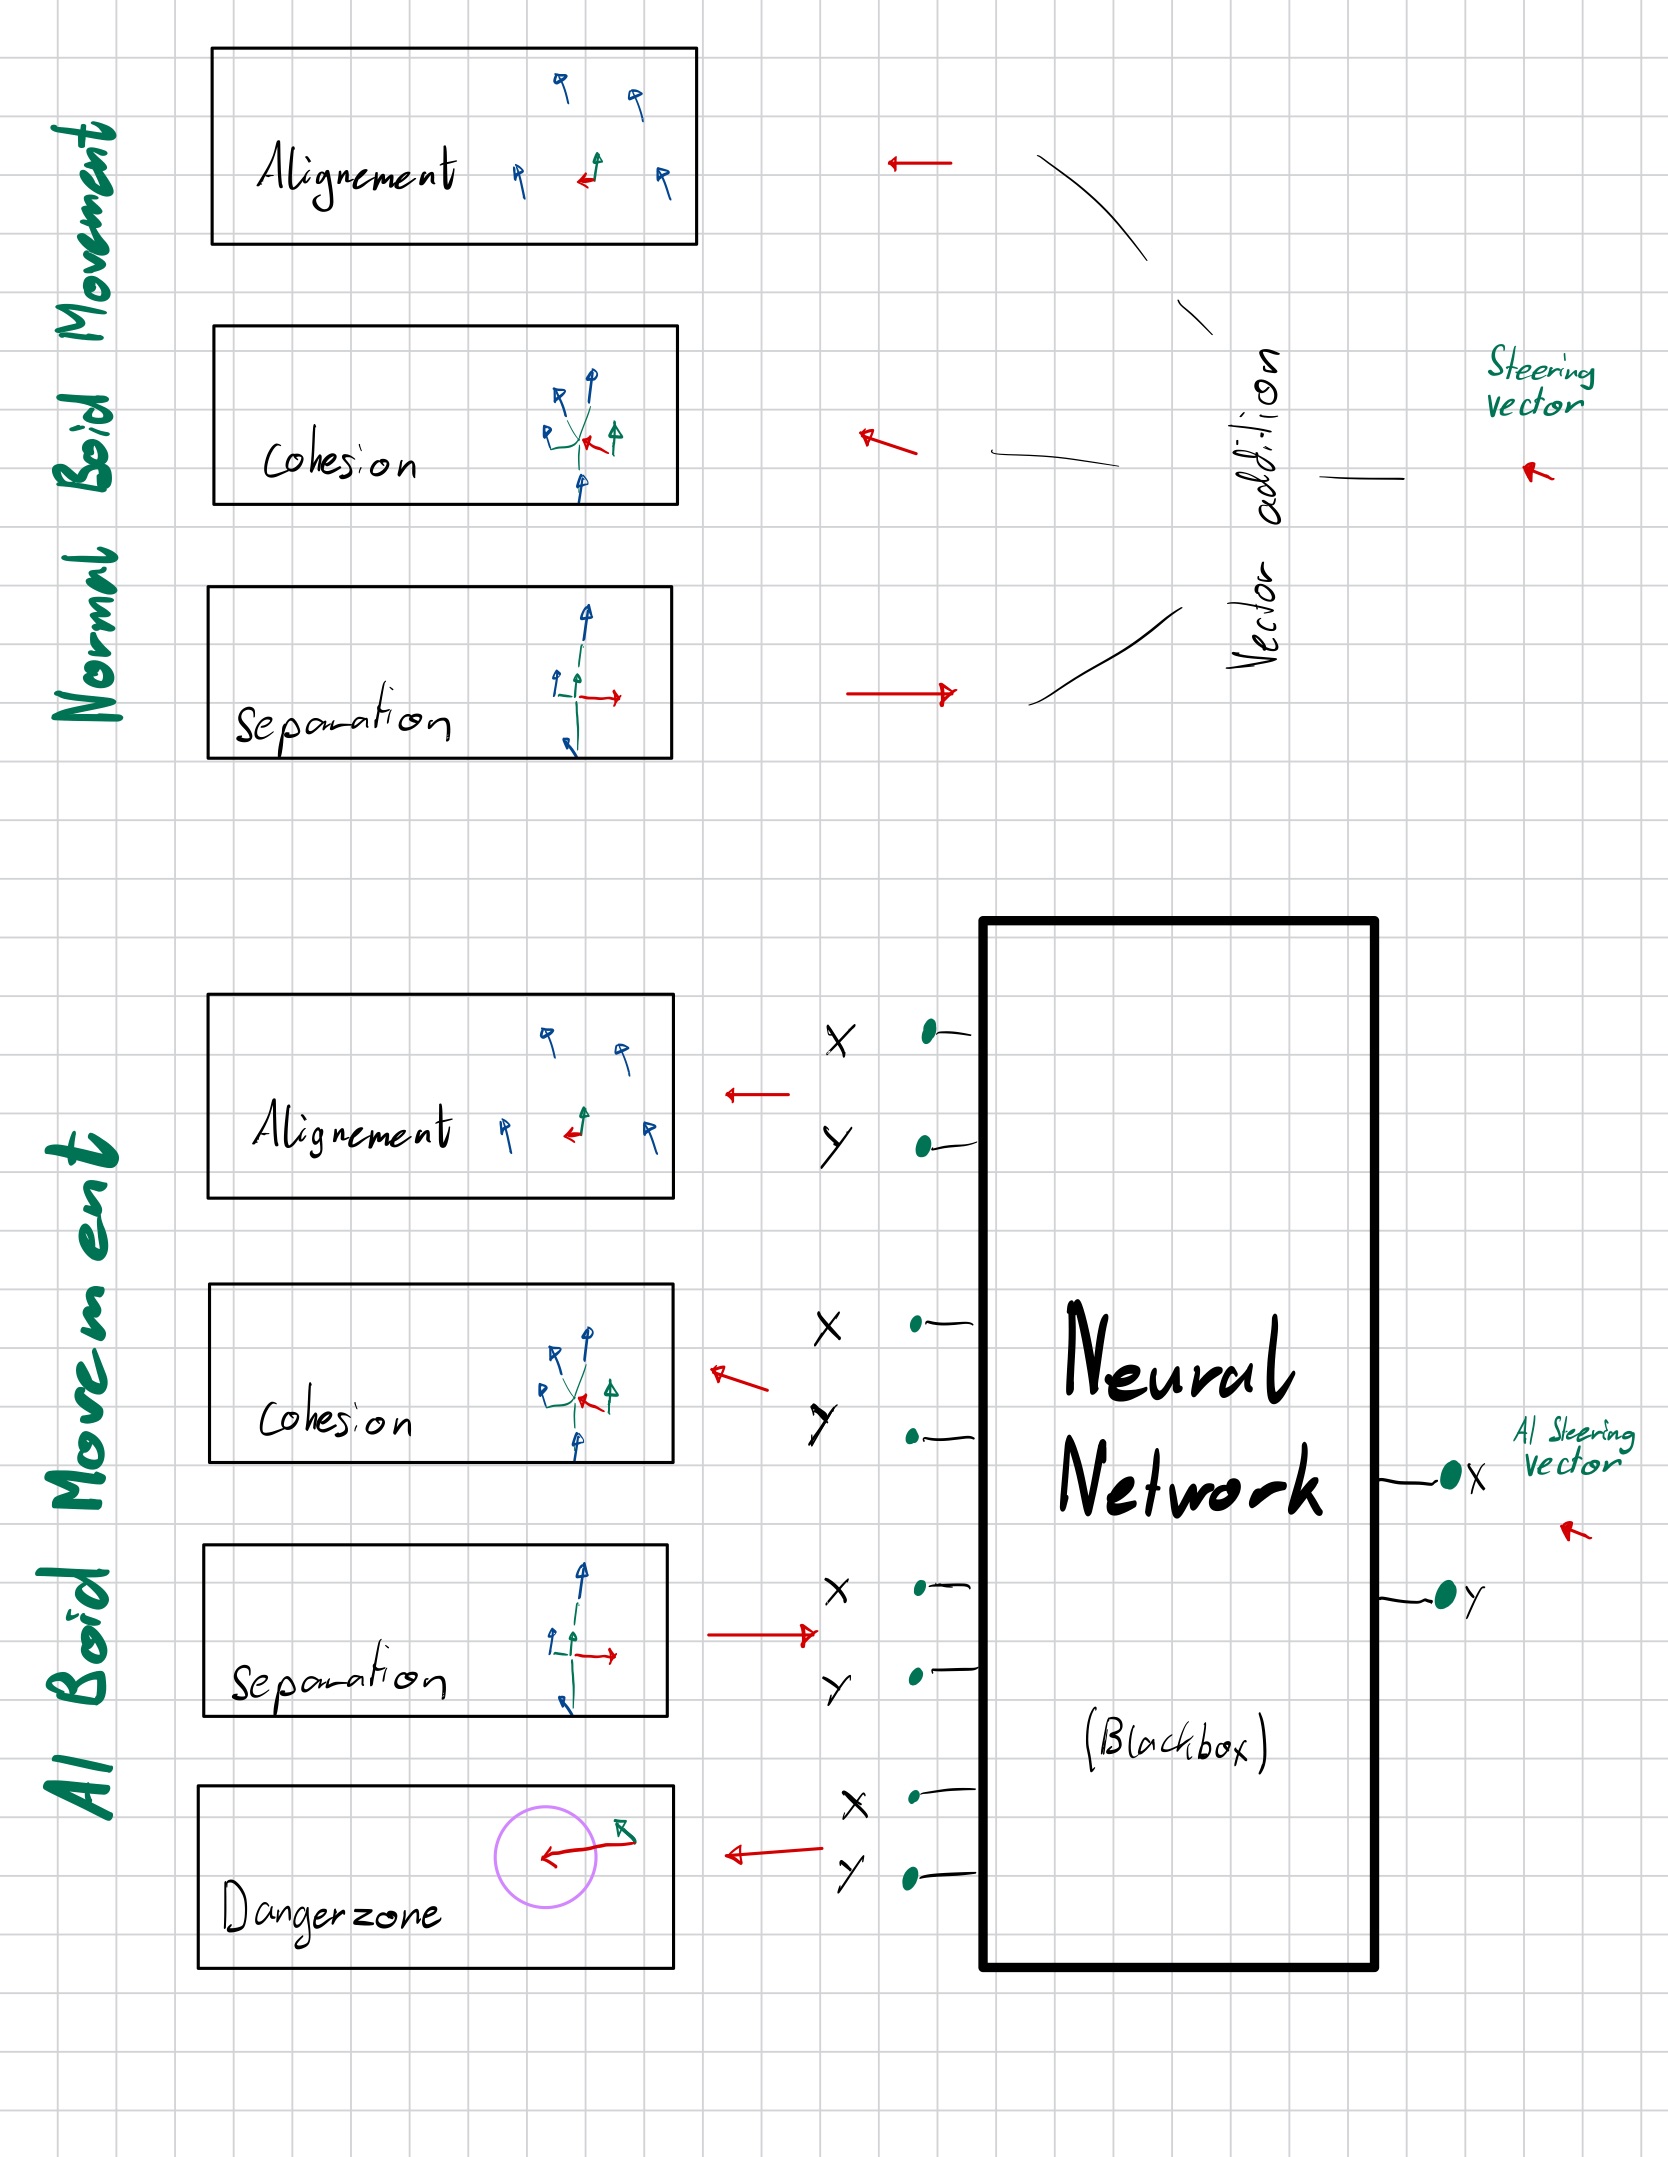 Normal Boid Movement
Alignement
Cohesion
Separation
Vector addition
Steering
vector
AI Boid Movement
Alignement
X
Y
Cohesion
X
Y
Separation
X
Y
Dangerzone
X
Y
Neural
Network
(Blackbox)
X
Y
AI Steering
vector